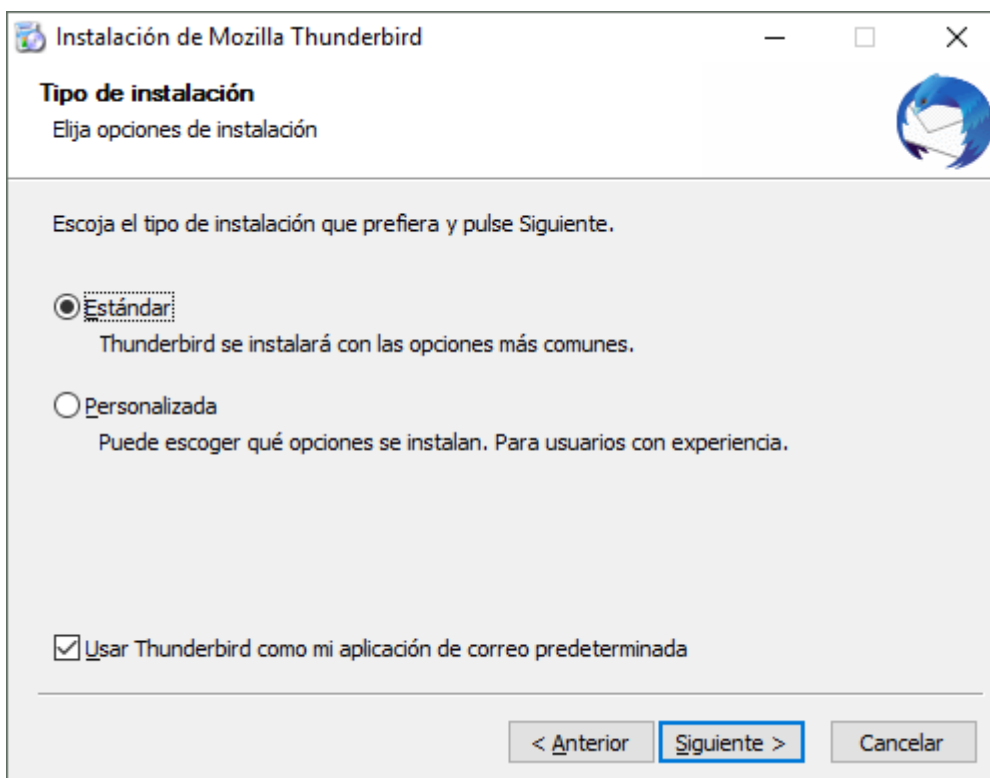 Instalación de Mozilla Thunderbird
Tipo de instalación
Elija opciones de instalación
Escoja el tipo de instalación que prefiera y pulse Siguiente.
Estándar
Thunderbird se instalará con las opciones más comunes.
Personalizada
Puede escoger qué opciones se instalan. Para usuarios con experiencia.
Usar Thunderbird como mi aplicación de correo predeterminada
< Anterior
Siguiente >
Cancelar